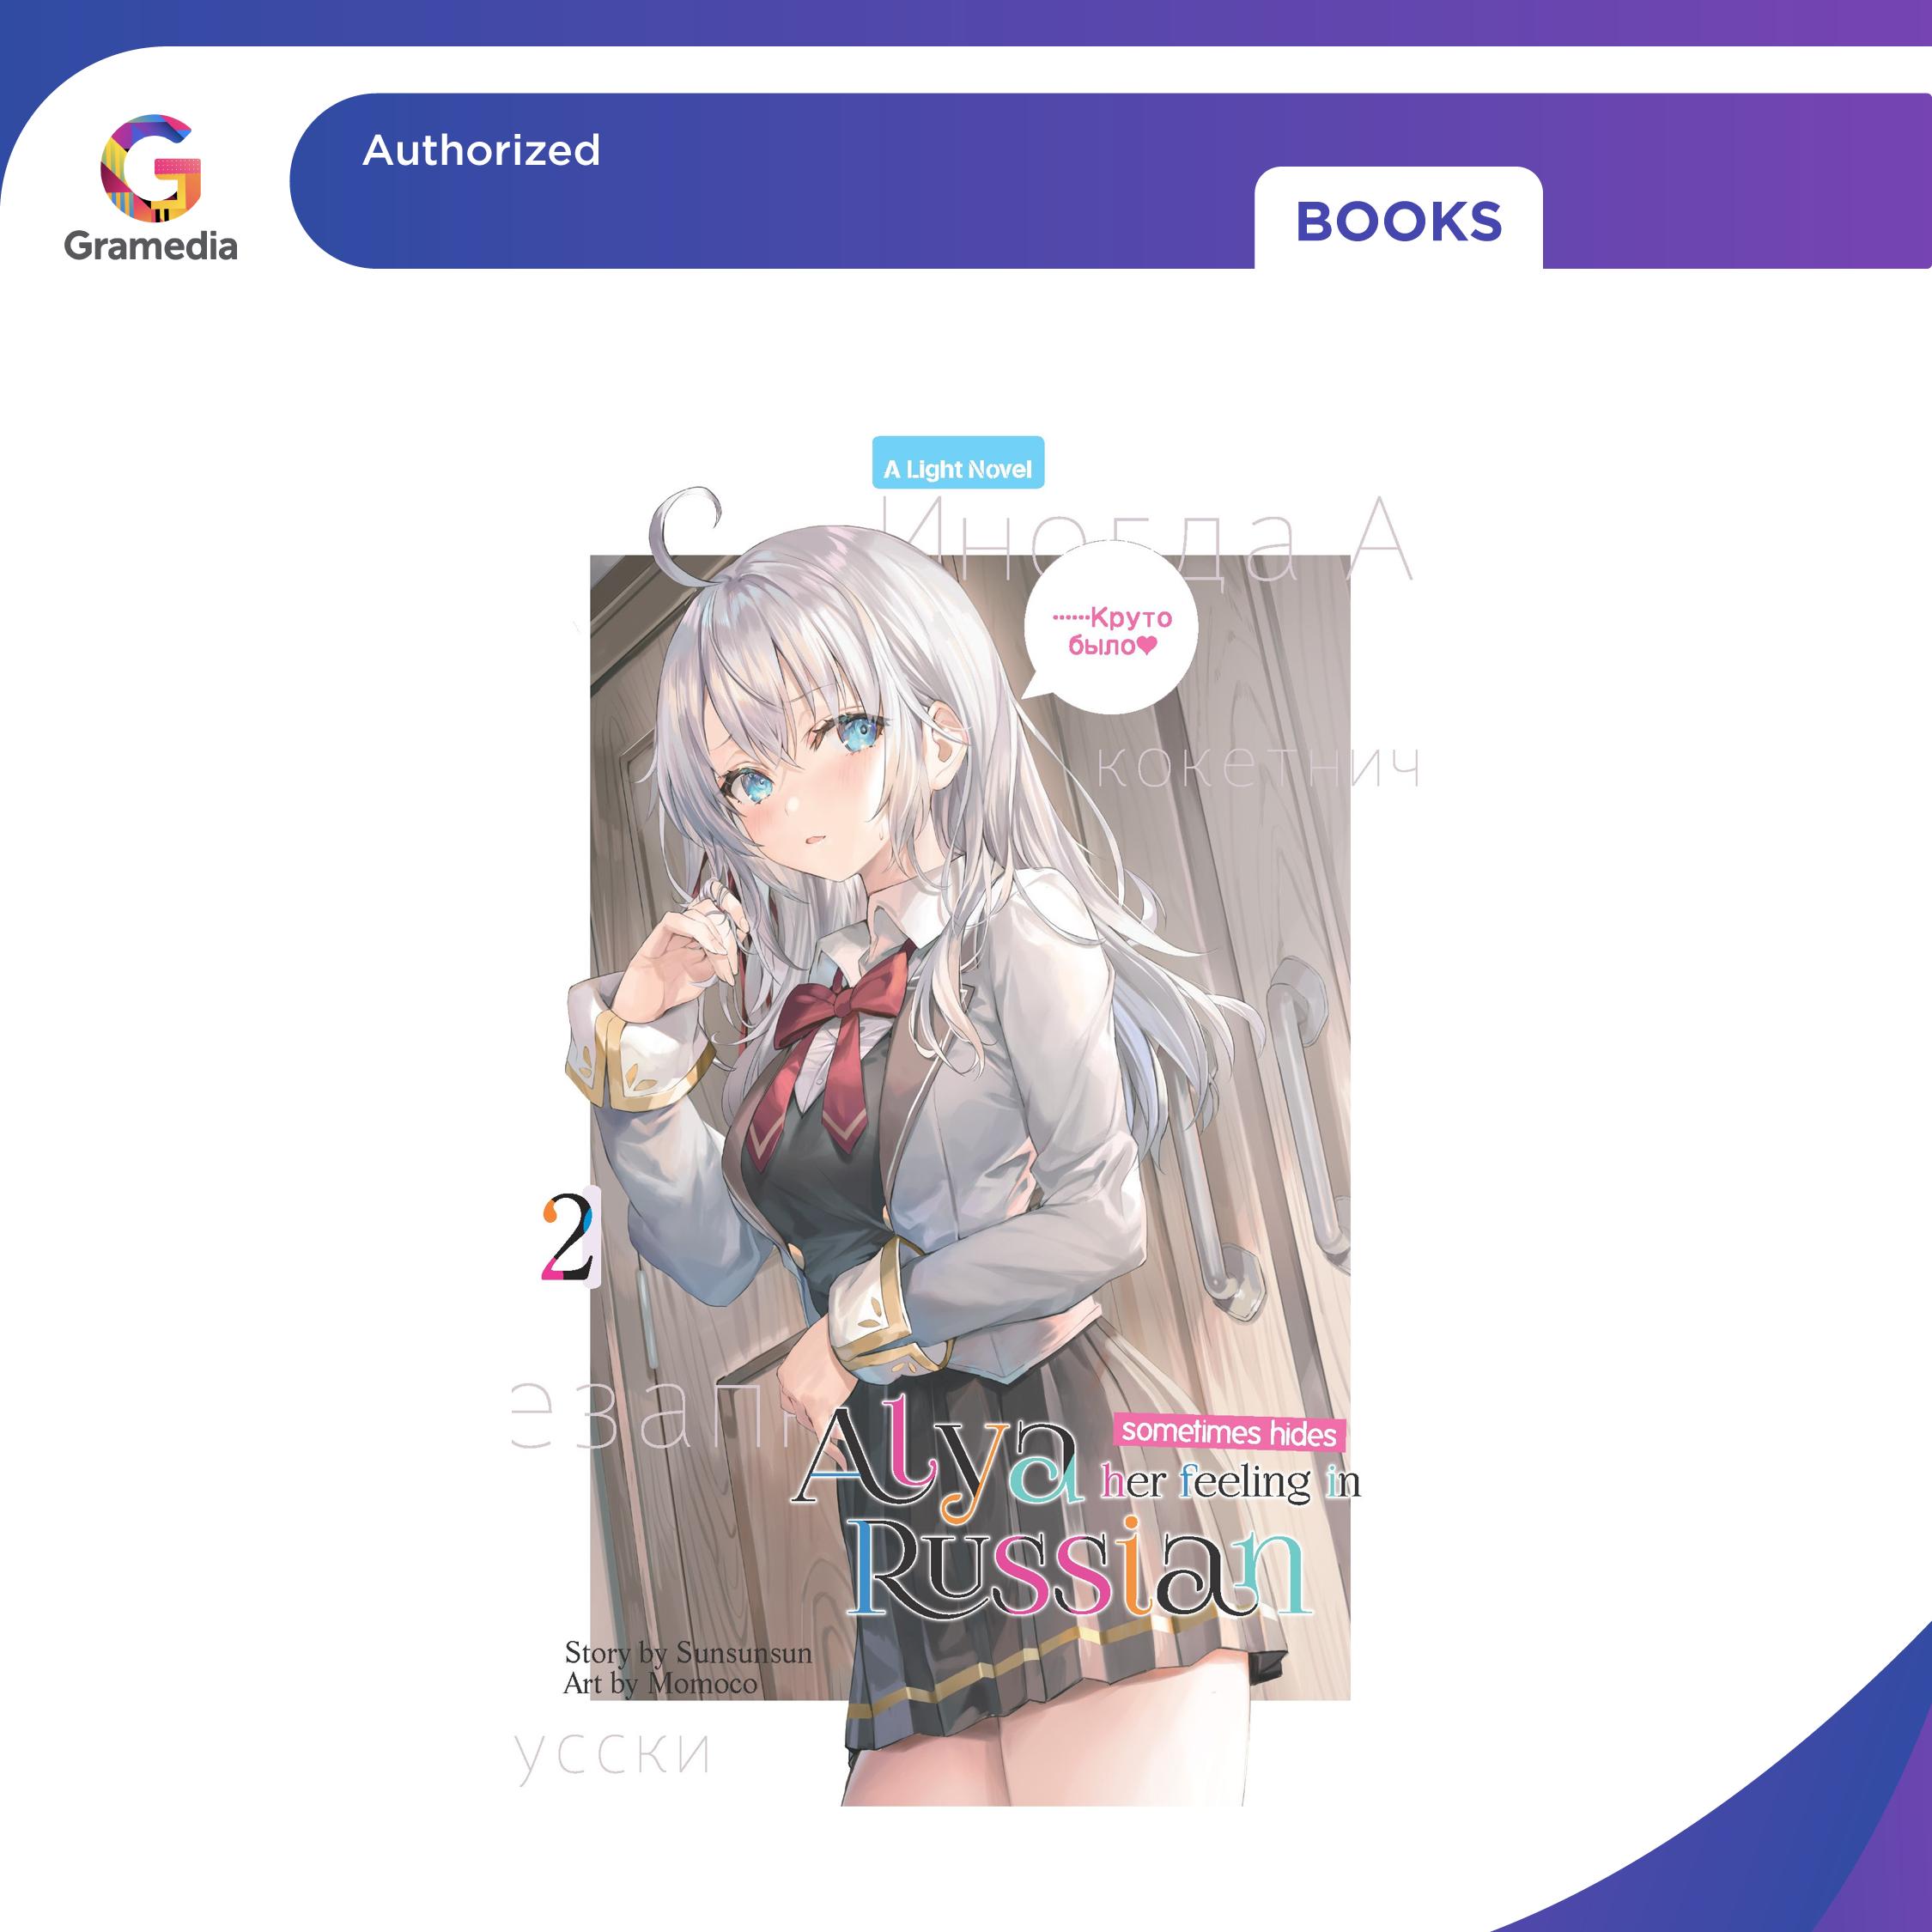 Authorized
Gramedia
BOOKS
A Light Novel
Иногда А
······Круто
было♥
кокетнич
2
езапн
Alya
sometimes hides
her feeling in
Russian
Story by Sunsunsun
Art by Momoco
усски